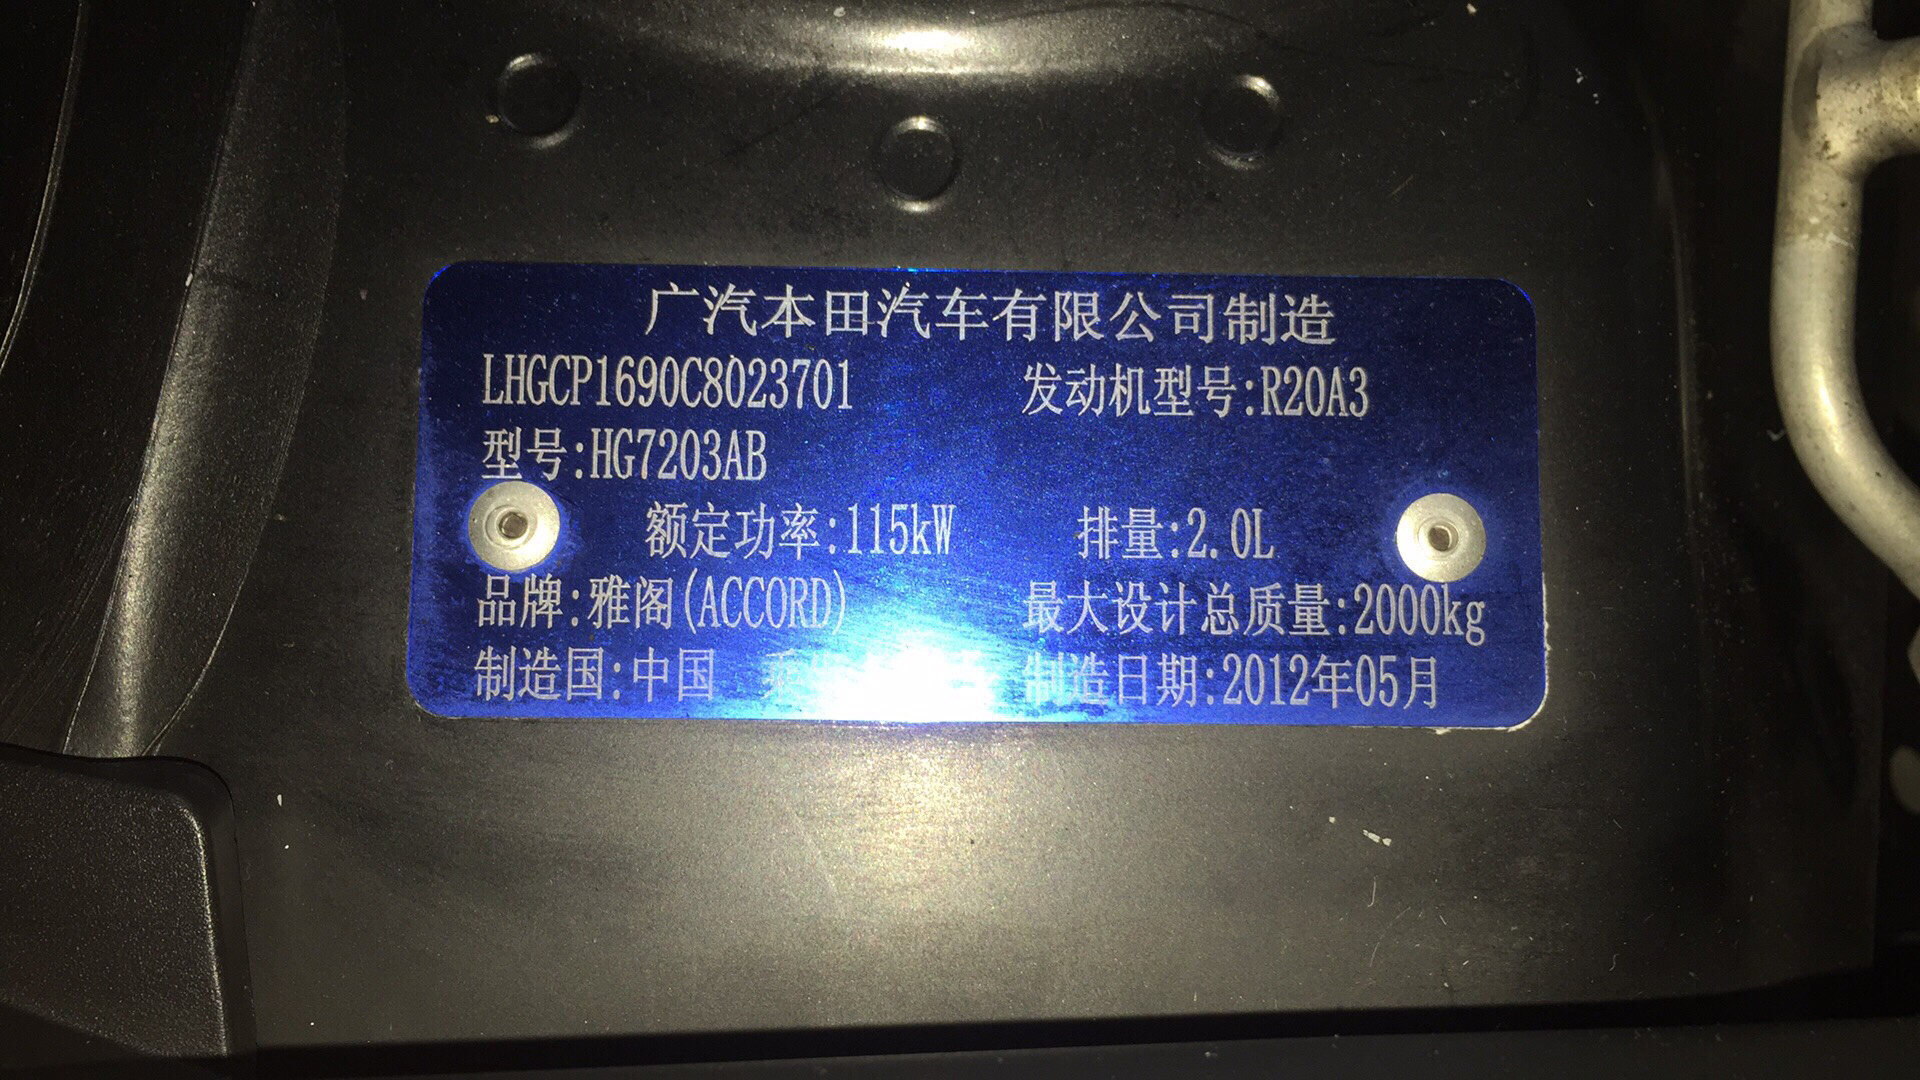 广汽本田汽车有限公司制造
LHGCP1690C8023701 发动机型号:R20A3
型号:HG7203AB
额定功率:115kW 排量:2.0L
品牌:雅阁(ACCORD) 最大设计总质量:2000kg
制造国:中国 制造日期:2012年05月